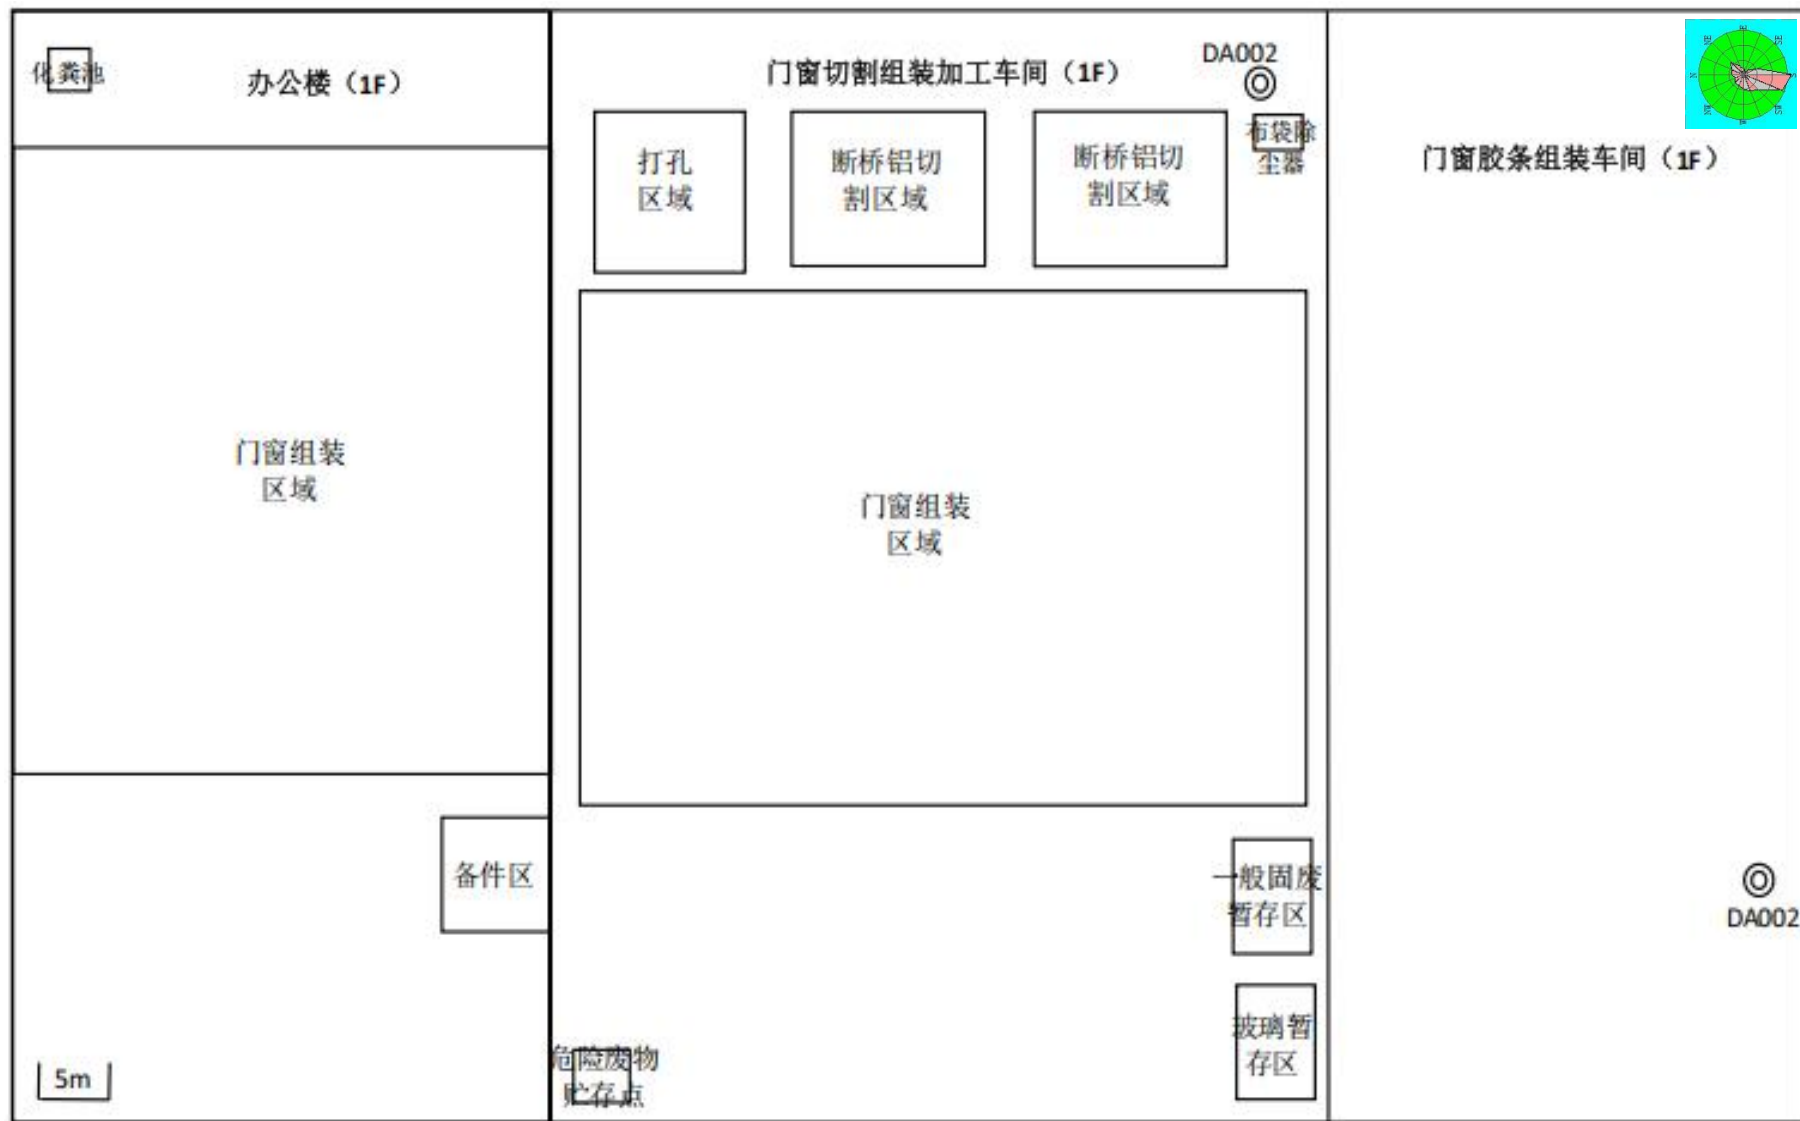 化粪池
办公楼（1F）
门窗切割组装加工车间（1F）
DA002
打孔
区域
断桥铝切
割区域
断桥铝切
割区域
布袋除
尘器
门窗胶条组装车间（1F）
门窗组装
区域
门窗组装
区域
备件区
一般固废
暂存区
DA002
玻璃暂
存区
危险废物
贮存点
5m